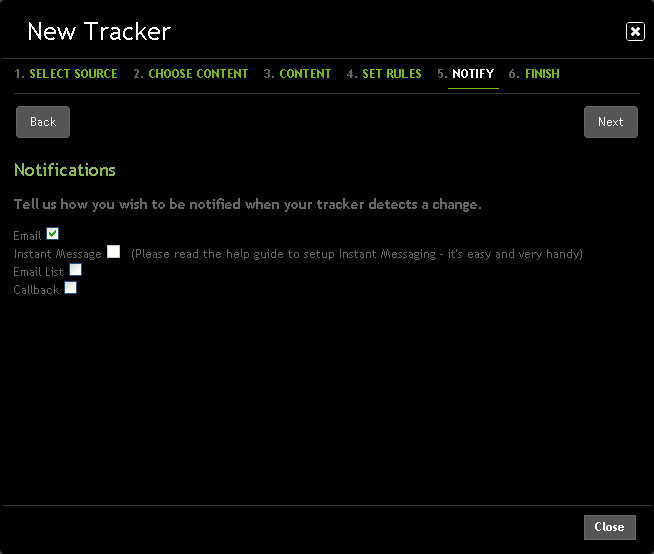 New Tracker
1. SELECT SOURCE 2. CHOOSE CONTENT 3. CONTENT 4. SET RULES 5. NOTIFY 6. FINISH
Back Next
Notifications
Tell us how you wish to be notified when your tracker detects a change.
Email
Instant Message (Please read the help guide to setup Instant Messaging - it's easy and very handy)
Email List
Callback
Close